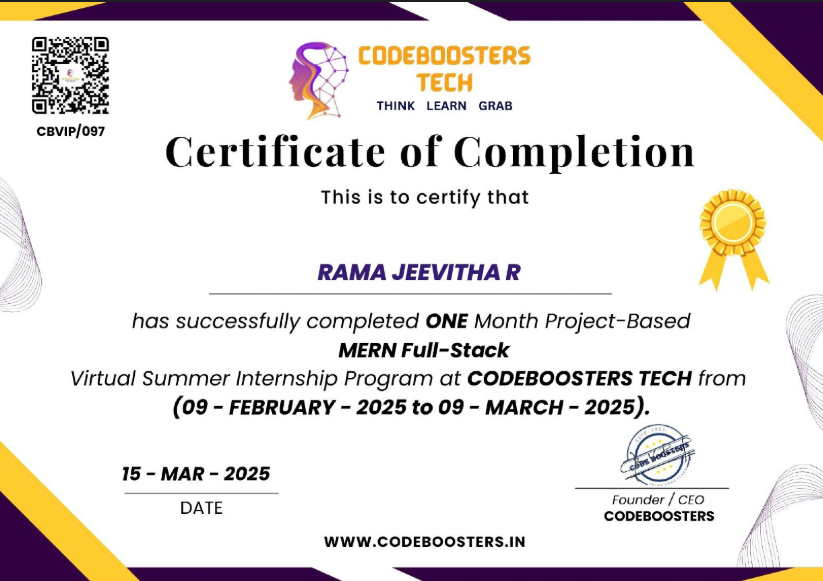 CODEBOOSTERS
TECH
THINK LEARN GRAB
CBVIP/097
Certificate of Completion
This is to certify that
RAMA JEEVITHA R
has successfully completed ONE Month Project-Based
MERN Full-Stack
Virtual Summer Internship Program at CODEBOOSTERS TECH from
(09 - FEBRUARY - 2025 to 09 - MARCH - 2025).
15 - MAR - 2025
DATE
CODE BOOSTERS
Founder / CEO
CODEBOOSTERS
WWW.CODEBOOSTERS.IN